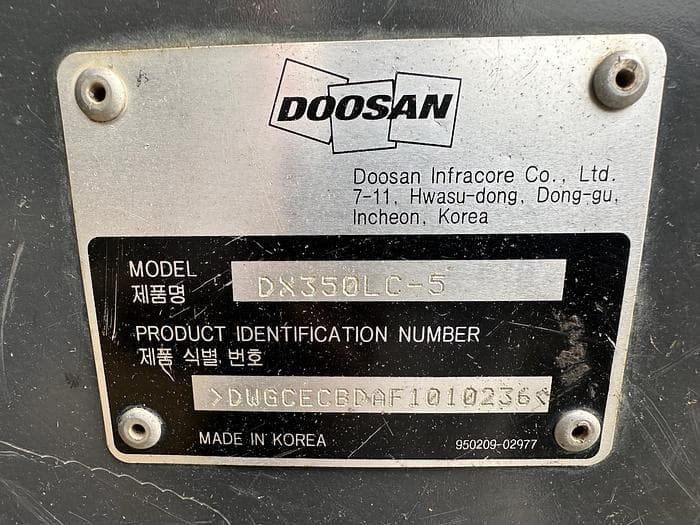 DOOSAN
Doosan Infracore Co., Ltd.
7-11, Hwasu-dong, Dong-gu,
Incheon, Korea
MODEL
제품명
DX350LC-5
PRODUCT IDENTIFICATION NUMBER
제품 식별 번호
>DWGCECBDAF1010236<
MADE IN KOREA
950209-02977